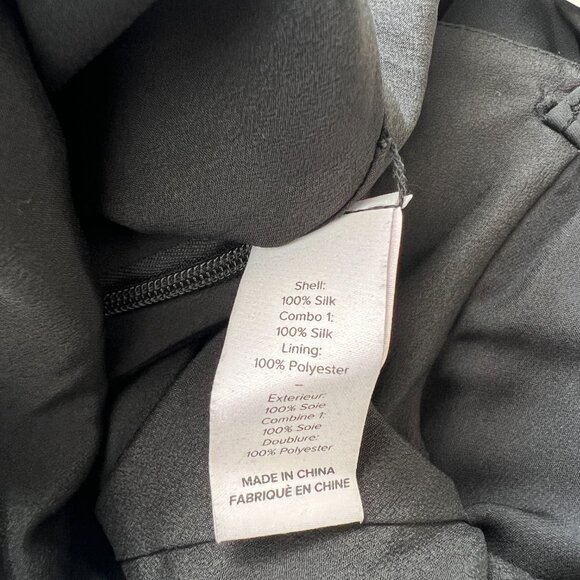 Shell:
100% Silk
Combo 1:
100% Silk
Lining:
100% Polyester
–
Exterieur:
100% Soie
Combine 1:
100% Soie
Doublure:
100% Polyester
MADE IN CHINA
FABRIQUÈ EN CHINE